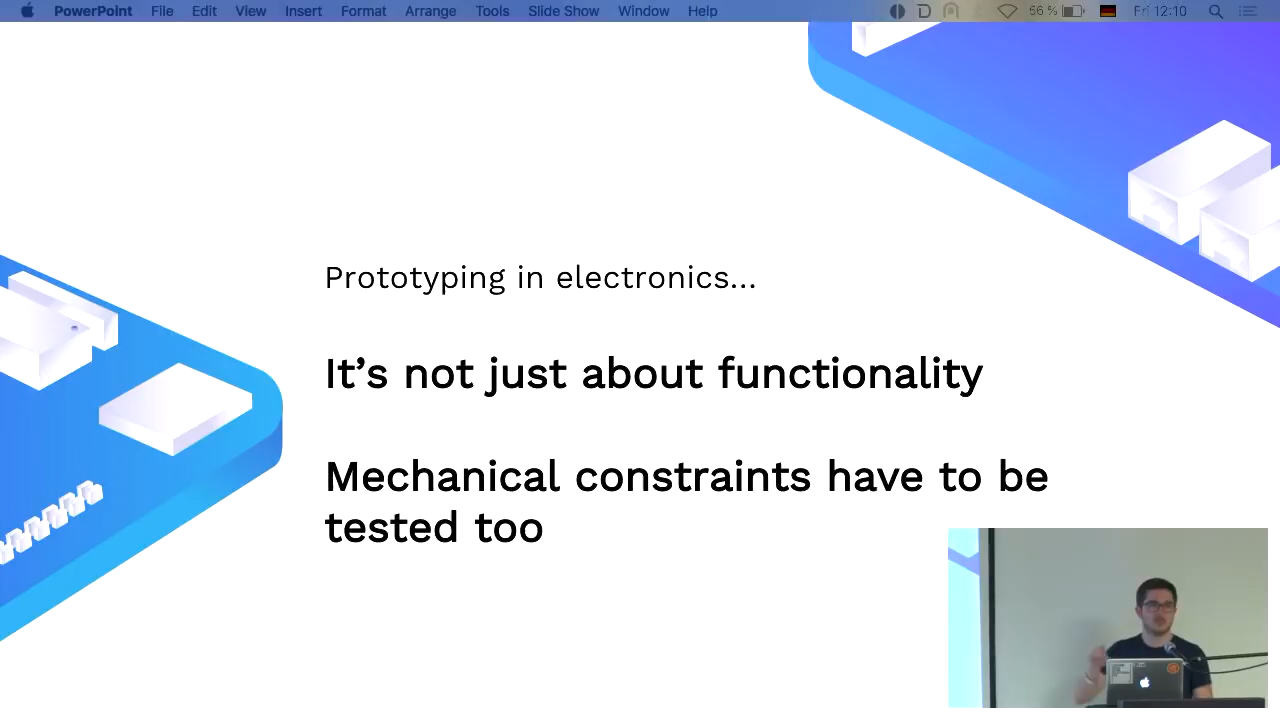 PowerPoint File Edit View Insert Format Arrange Tools Slide Show Window Help 66 % Fri 12:10
Prototyping in electronics...
It’s not just about functionality
Mechanical constraints have to be
tested too